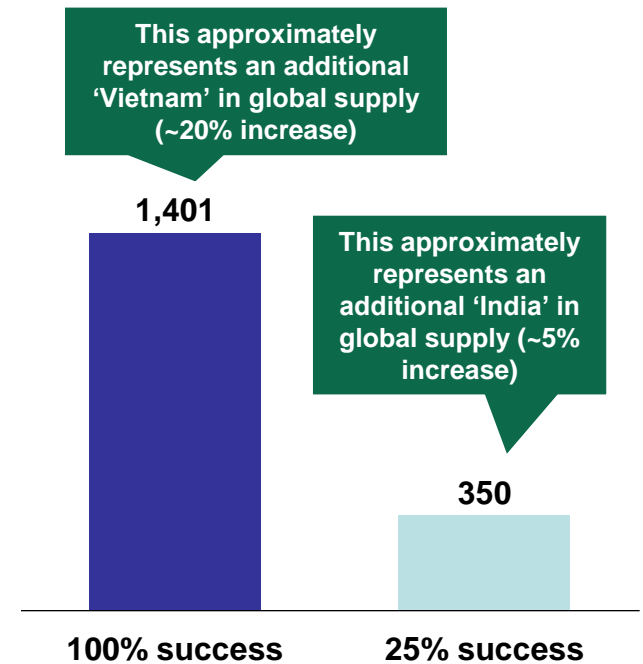 This approximately
represents an additional
‘Vietnam’ in global supply
(~20% increase)
1,401
This approximately
represents an
additional ‘India’ in
global supply (~5%
increase)
350
100% success
25% success